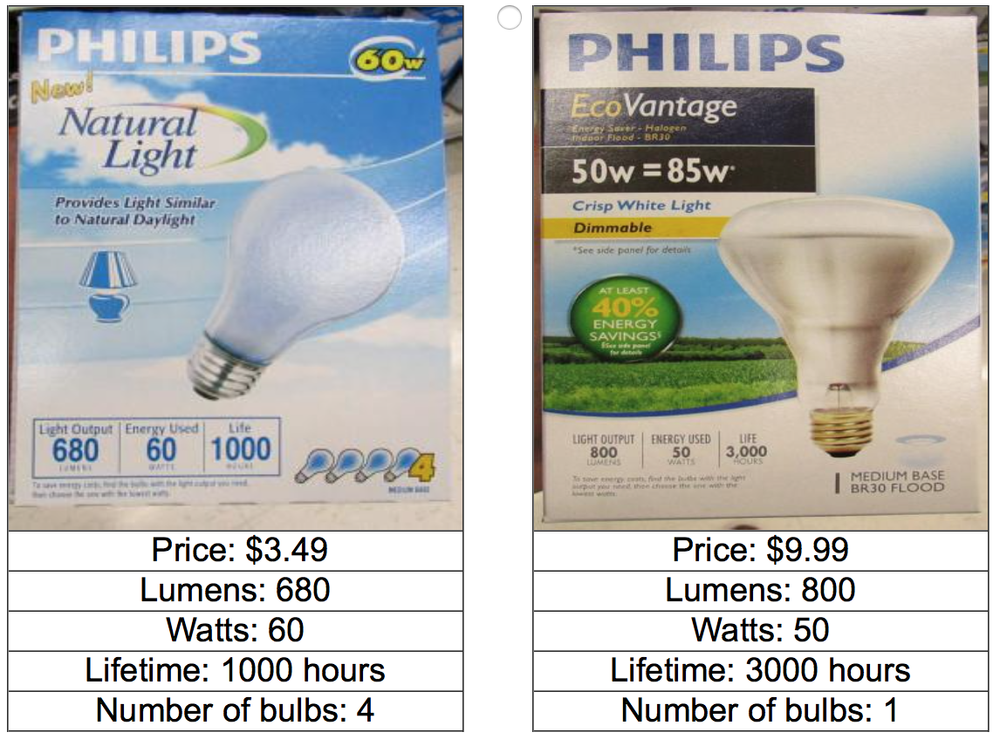 PHILIPS
60w
New!
Natural
Light
Provides Light Similar
to Natural Daylight
Light Output
680
LUMENS
Energy Used
60
WATTS
Life
1000
HOURS
To save energy costs, find the bulbs with the light output you need,
then choose the one with the lowest watts.
4
MEDIUM BASE
Price: $3.49
Lumens: 680
Watts: 60
Lifetime: 1000 hours
Number of bulbs: 4
PHILIPS
EcoVantage
Energy Saver - Halogen
Indoor Flood - BR30
50w = 85w*
Crisp White Light
Dimmable
*See side panel for details
AT LEAST
40%
ENERGY
SAVINGS§
§See side panel
for details
LIGHT OUTPUT
800
LUMENS
ENERGY USED
50
WATTS
LIFE
3,000
HOURS
To save energy costs, find the bulbs with the light
output you need, then choose the one with the
lowest watts.
MEDIUM BASE
BR30 FLOOD
Price: $9.99
Lumens: 800
Watts: 50
Lifetime: 3000 hours
Number of bulbs: 1